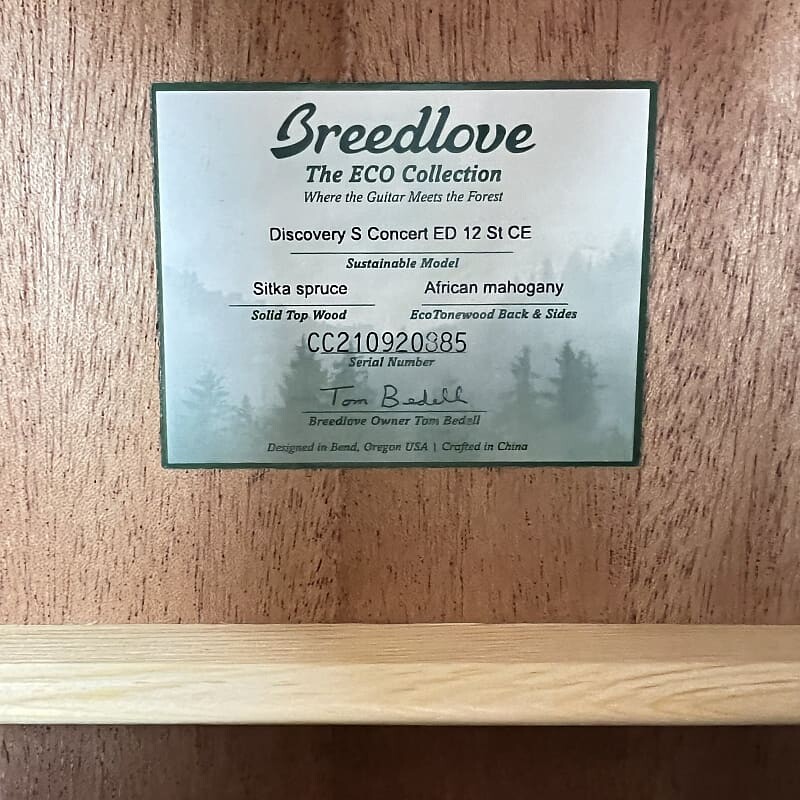 Breedlove
The ECO Collection
Where the Guitar Meets the Forest
Discovery S Concert ED 12 St CE
Sustainable Model
Sitka spruce African mahogany
Solid Top Wood EcoTonewood Back & Sides
CC210920885
Serial Number
Tom Bedell
Breedlove Owner Tom Bedell
Designed in Bend, Oregon USA | Crafted in China